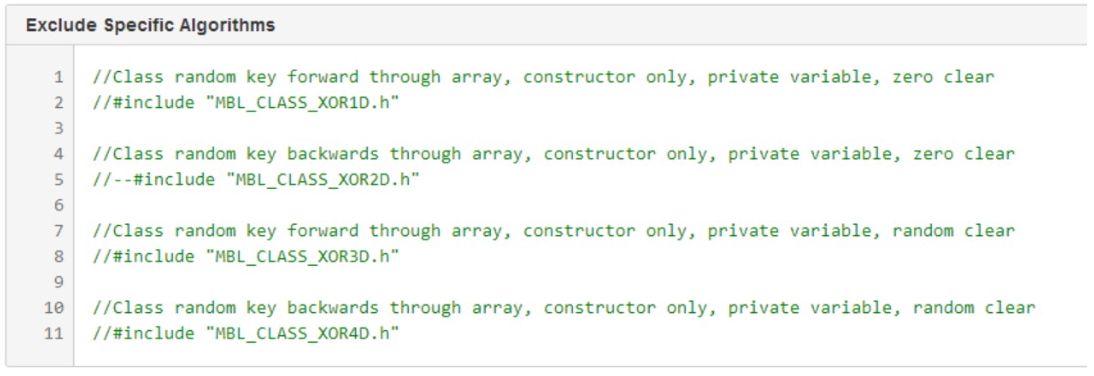 Exclude Specific Algorithms
1 //Class random key forward through array, constructor only, private variable, zero clear
2 //#include "MBL_CLASS_XOR1D.h"
3
4 //Class random key backwards through array, constructor only, private variable, zero clear
5 //--#include "MBL_CLASS_XOR2D.h"
6
7 //Class random key forward through array, constructor only, private variable, random clear
8 //#include "MBL_CLASS_XOR3D.h"
9
10 //Class random key backwards through array, constructor only, private variable, random clear
11 //#include "MBL_CLASS_XOR4D.h"